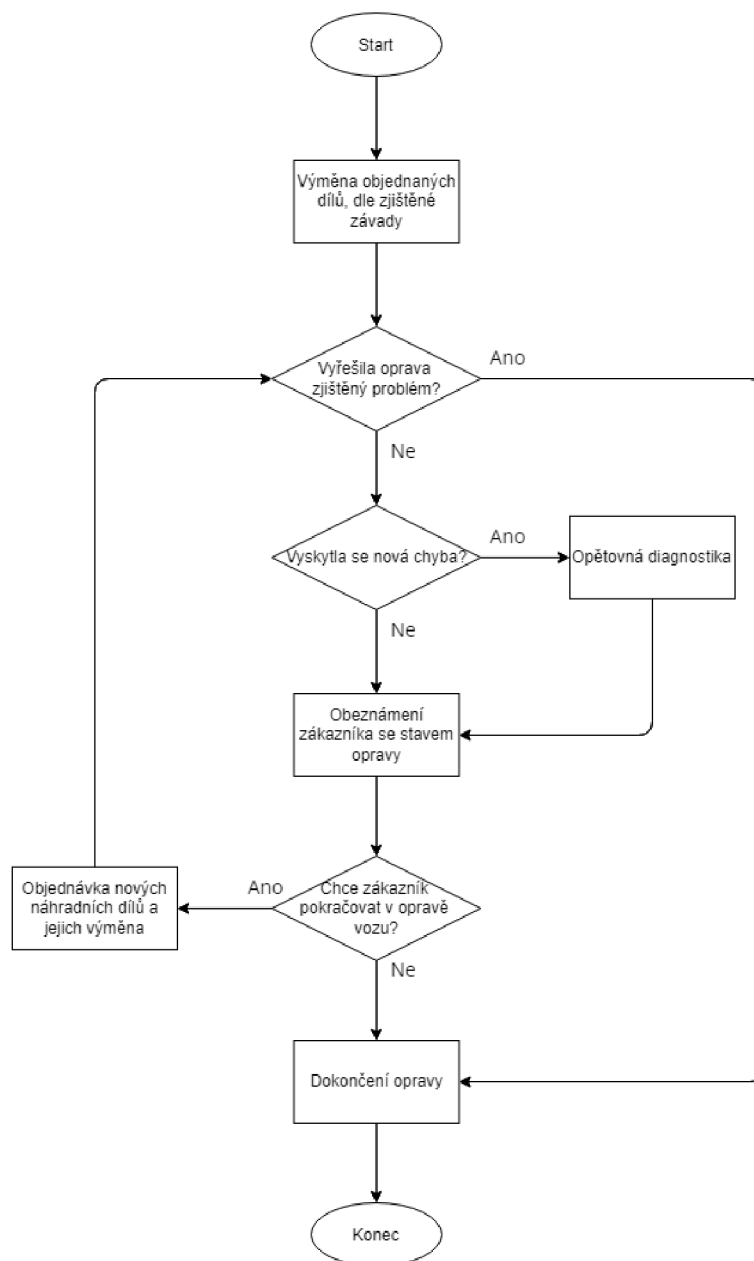 Start
Výměna objednaných
dílů, dle zjištěné
závady
Vyřešila oprava
zjištěný problém?
Ano
Ne
Vyskytla se nová chyba?
Ano
Opětovná diagnostika
Ne
Obeznámení
zákazníka se stavem
opravy
Chce zákazník
pokračovat v opravě
vozu?
Ano
Objednávka nových
náhradních dílů a
jejich výměna
Ne
Dokončení opravy
Konec